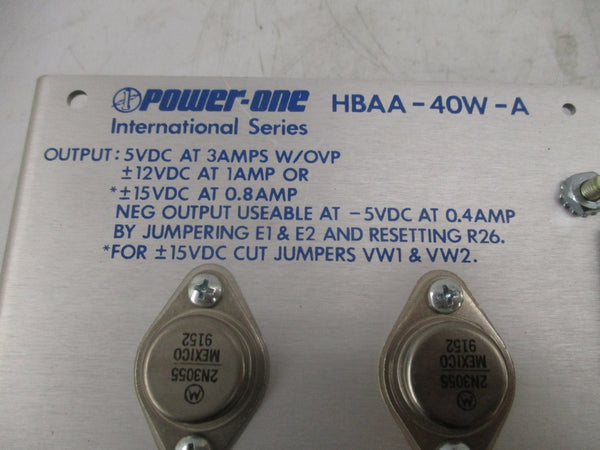 POWER-ONE HBAA-40W-A
International Series
OUTPUT: 5VDC AT 3AMPS W/OVP
±12VDC AT 1AMP OR
*±15VDC AT 0.8AMP
NEG OUTPUT USEABLE AT -5VDC AT 0.4AMP
BY JUMPERING E1 & E2 AND RESETTING R26.
*FOR ±15VDC CUT JUMPERS VW1 & VW2.
M
2N3055
MEXICO
9152
M
2N3055
MEXICO
9152